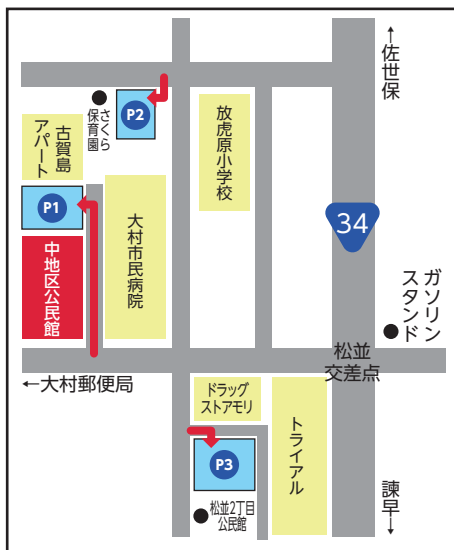 ↑佐世保
さくら
保育園
P2
放虎原小学校
古賀島
アパート
P1
大村市民病院
34
中地区公民館
ガソリン
スタンド
松並
交差点
←大村郵便局
ドラッグ
ストアモリ
トライアル
P3
松並2丁目
公民館
諫早↓